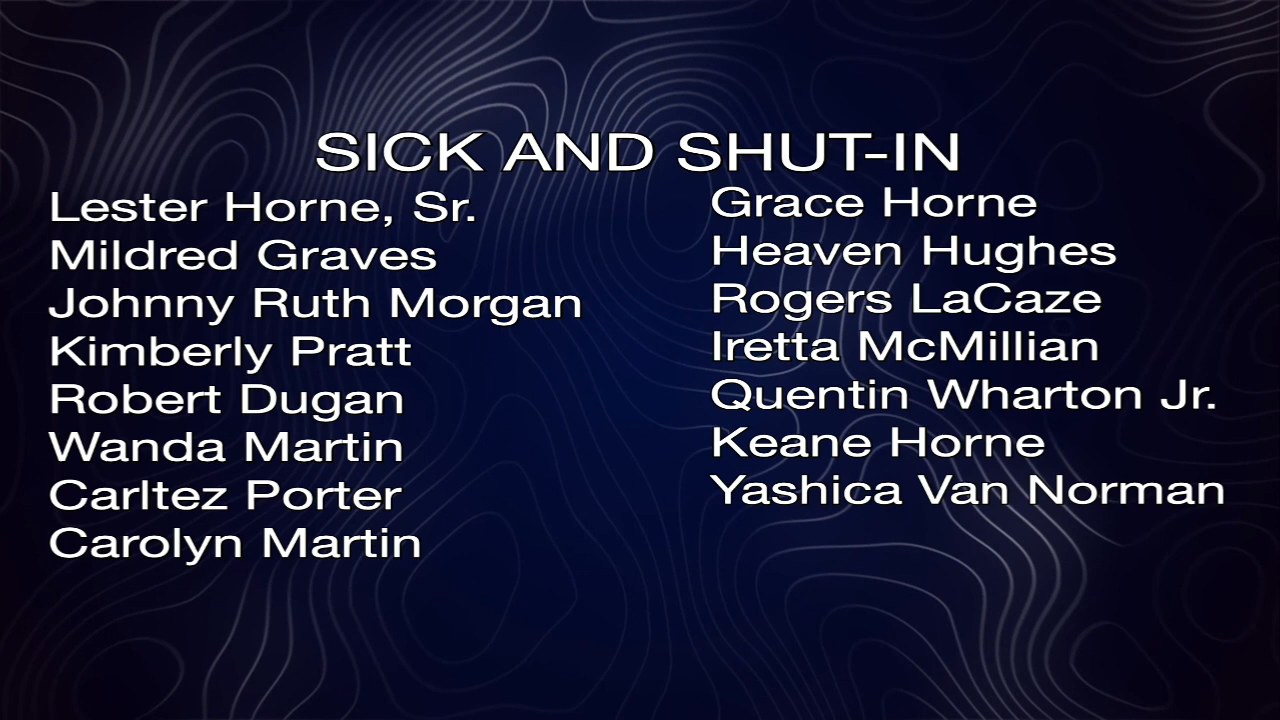 SICK AND SHUT-IN
Lester Horne, Sr.
Mildred Graves
Johnny Ruth Morgan
Kimberly Pratt
Robert Dugan
Wanda Martin
Carltez Porter
Carolyn Martin
Grace Horne
Heaven Hughes
Rogers LaCaze
Iretta McMillian
Quentin Wharton Jr.
Keane Horne
Yashica Van Norman